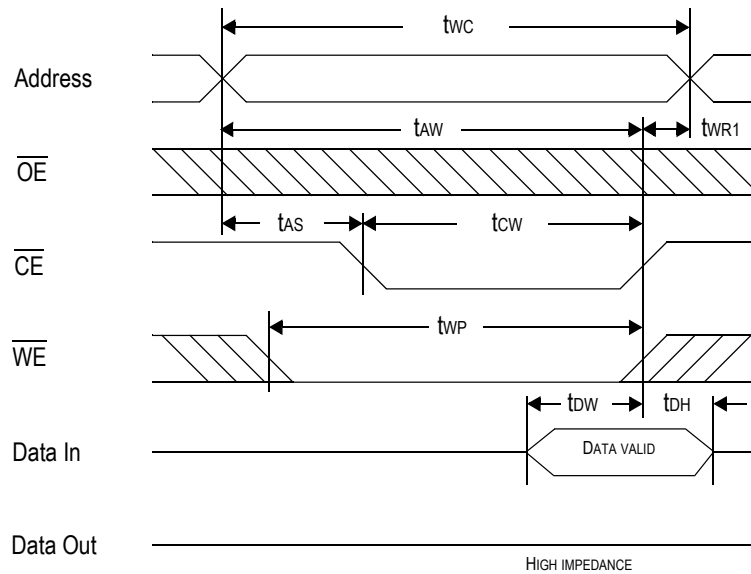 tWC
Address
tAW
tWR1
OE
tAS
tCW
CE
tWP
WE
tDW
tDH
Data In
DATA VALID
Data Out
HIGH IMPEDANCE